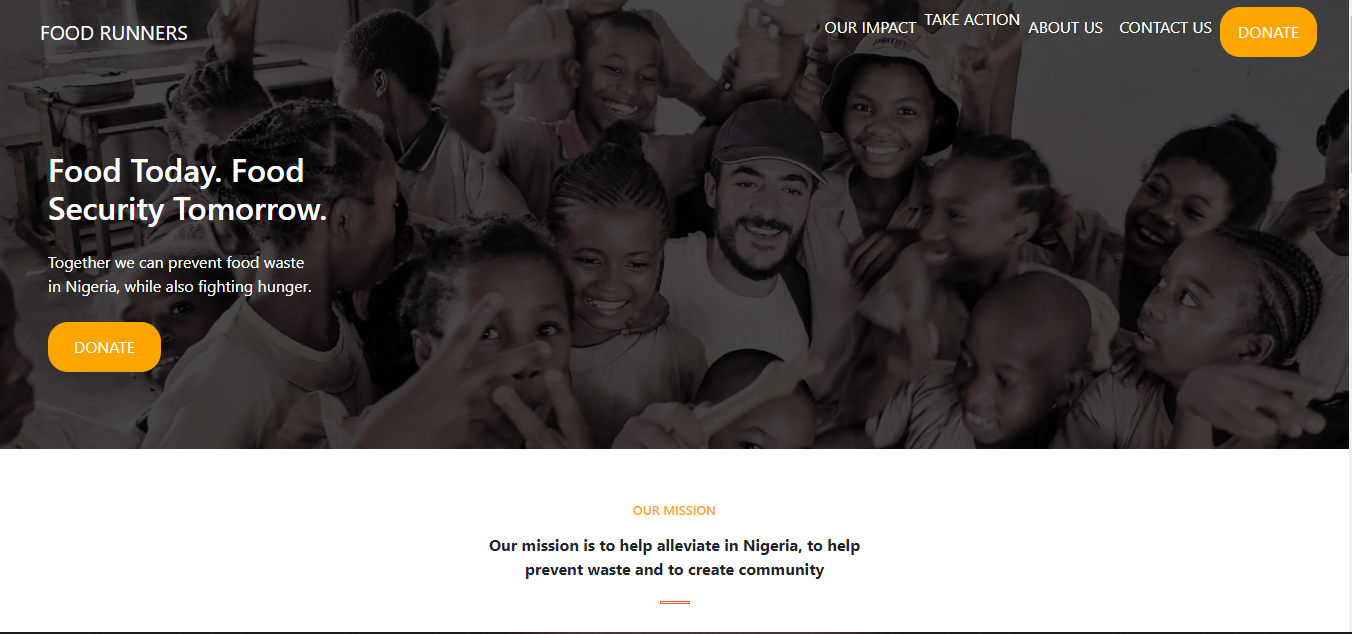 FOOD RUNNERS
OUR IMPACT
TAKE ACTION
ABOUT US
CONTACT US
DONATE
Food Today. Food
Security Tomorrow.
Together we can prevent food waste
in Nigeria, while also fighting hunger.
DONATE
OUR MISSION
Our mission is to help alleviate in Nigeria, to help
prevent waste and to create community